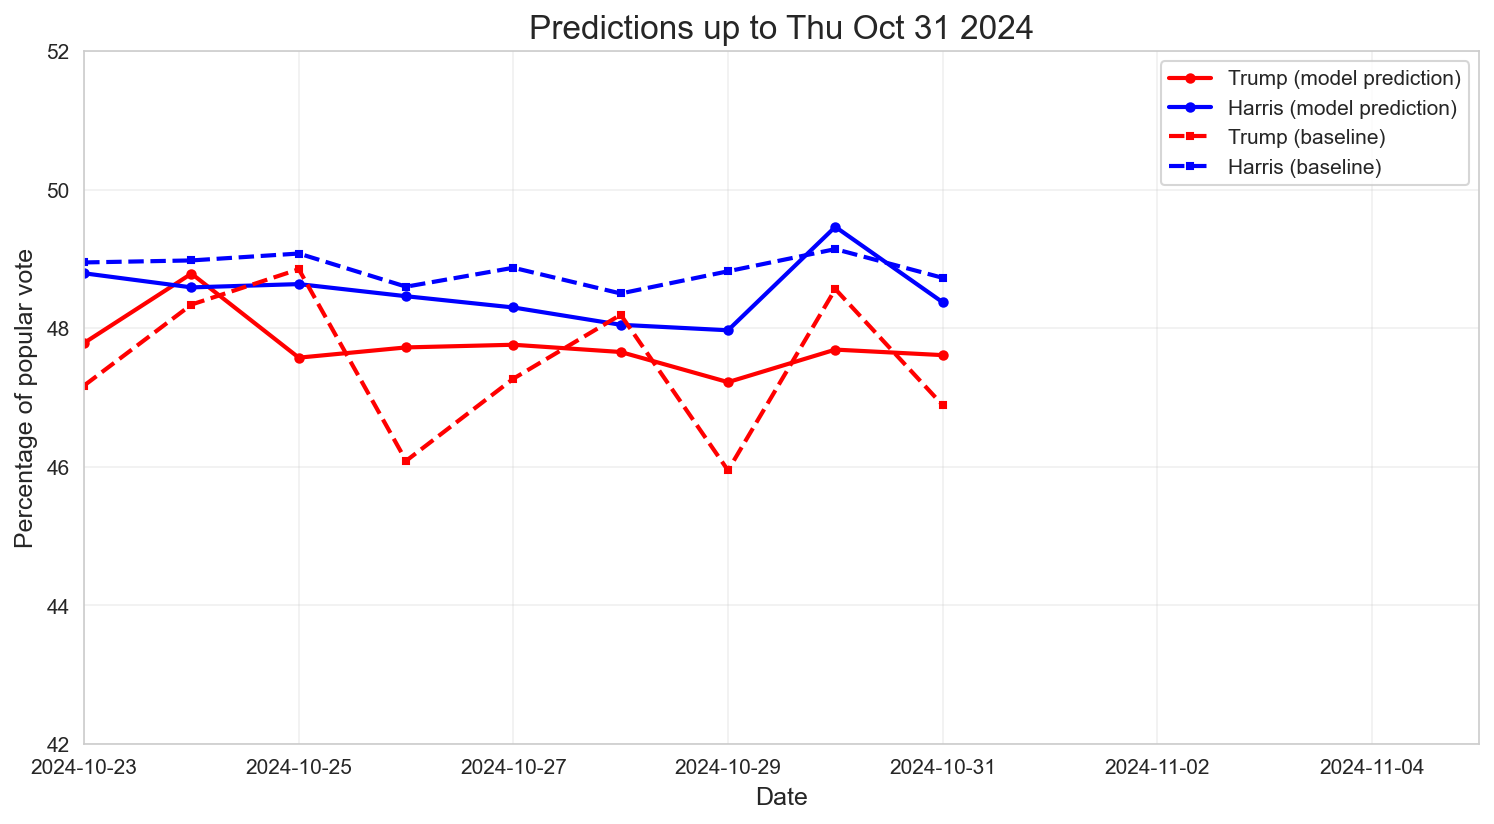 Predictions up to Thu Oct 31 2024
Trump (model prediction)
Harris (model prediction)
Trump (baseline)
Harris (baseline)
Percentage of popular vote
52
50
48
46
44
42
2024-10-23
2024-10-25
2024-10-27
2024-10-29
2024-10-31
2024-11-02
2024-11-04
Date